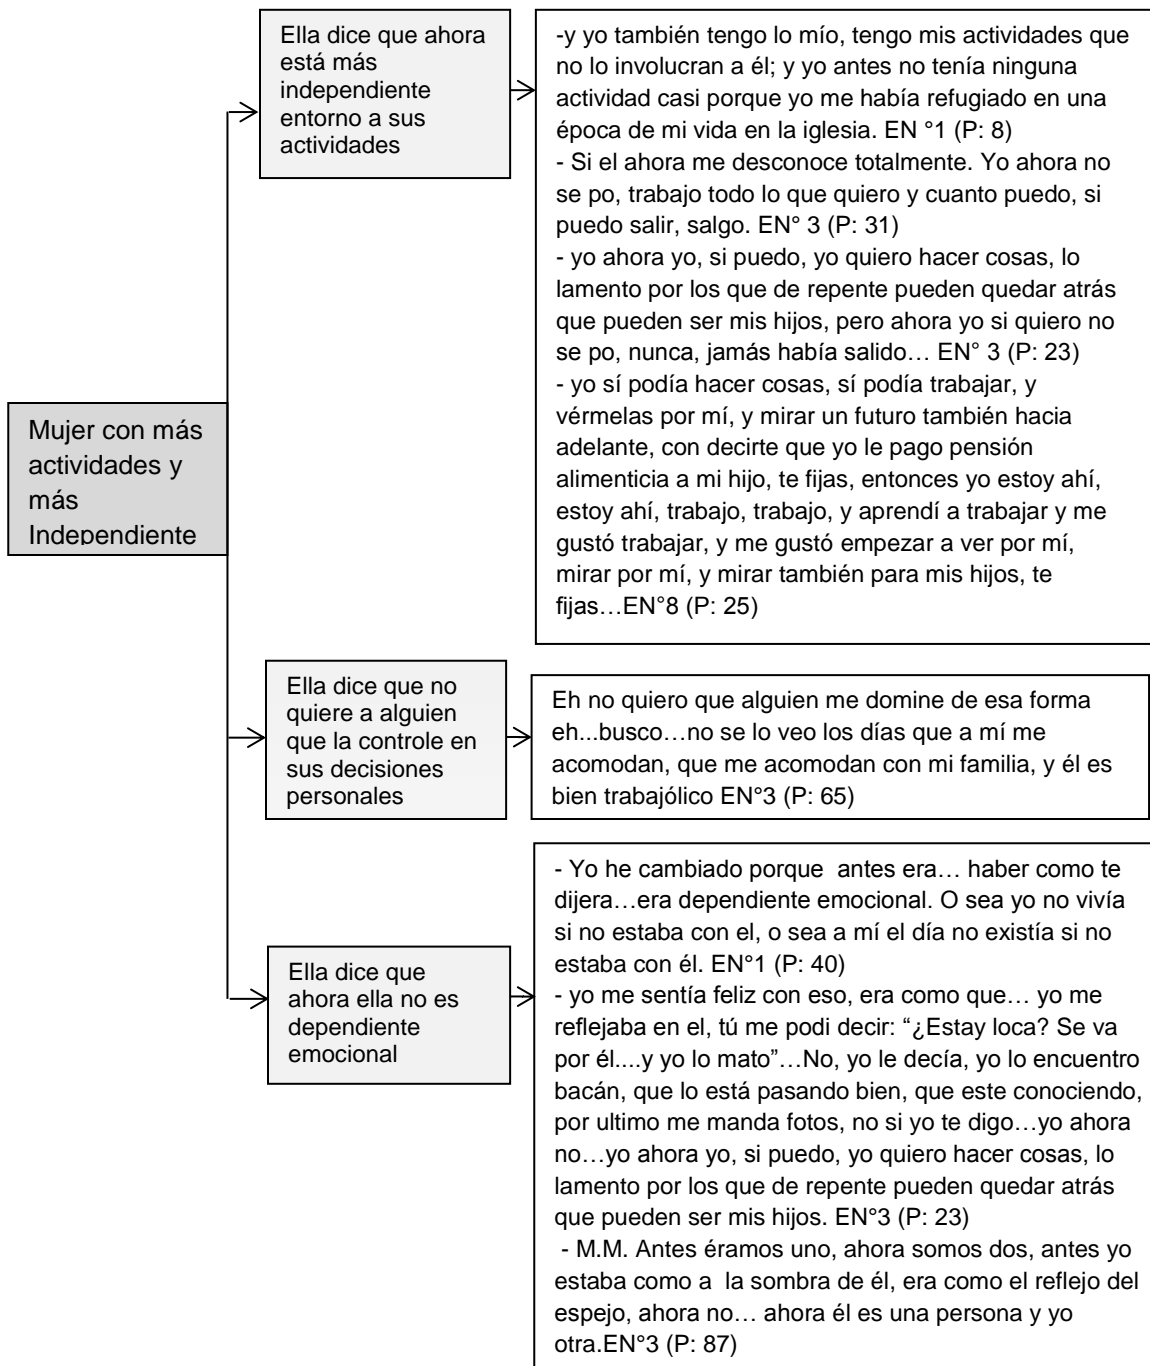 Mujer con más
actividades y
más
Independiente
Ella dice que ahora
está más
independiente
entorno a sus
actividades
-y yo también tengo lo mío, tengo mis actividades que
no lo involucran a él; y yo antes no tenía ninguna
actividad casi porque yo me había refugiado en una
época de mi vida en la iglesia. EN °1 (P: 8)
- Si el ahora me desconoce totalmente. Yo ahora no
se po, trabajo todo lo que quiero y cuanto puedo, si
puedo salir, salgo. EN° 3 (P: 31)
- yo ahora yo, si puedo, yo quiero hacer cosas, lo
lamento por los que de repente pueden quedar atrás
que pueden ser mis hijos, pero ahora yo si quiero no
se po, nunca, jamás había salido… EN° 3 (P: 23)
- yo sí podía hacer cosas, sí podía trabajar, y
vérmelas por mí, y mirar un futuro también hacia
adelante, con decirte que yo le pago pensión
alimenticia a mi hijo, te fijas, entonces yo estoy ahí,
estoy ahí, trabajo, trabajo, y aprendí a trabajar y me
gustó trabajar, y me gustó empezar a ver por mí,
mirar por mí, y mirar también para mis hijos, te
fijas…EN°8 (P: 25)
Ella dice que no
quiere a alguien
que la controle en
sus decisiones
personales
Eh no quiero que alguien me domine de esa forma
eh...busco…no se lo veo los días que a mí me
acomodan, que me acomodan con mi familia, y él es
bien trabajólico EN°3 (P: 65)
Ella dice que
ahora ella no es
dependiente
emocional
- Yo he cambiado porque  antes era… haber como te
dijera…era dependiente emocional. O sea yo no vivía
si no estaba con el, o sea a mí el día no existía si no
estaba con él. EN°1 (P: 40)
- yo me sentía feliz con eso, era como que… yo me
reflejaba en el, tú me podi decir: “¿Estay loca? Se va
por él....y yo lo mato”…No, yo le decía, yo lo encuentro
bacán, que lo está pasando bien, que este conociendo,
por ultimo me manda fotos, no si yo te digo…yo ahora
no…yo ahora yo, si puedo, yo quiero hacer cosas, lo
lamento por los que de repente pueden quedar atrás
que pueden ser mis hijos. EN°3 (P: 23)
- M.M. Antes éramos uno, ahora somos dos, antes yo
estaba como a  la sombra de él, era como el reflejo del
espejo, ahora no… ahora él es una persona y yo
otra.EN°3 (P: 87)